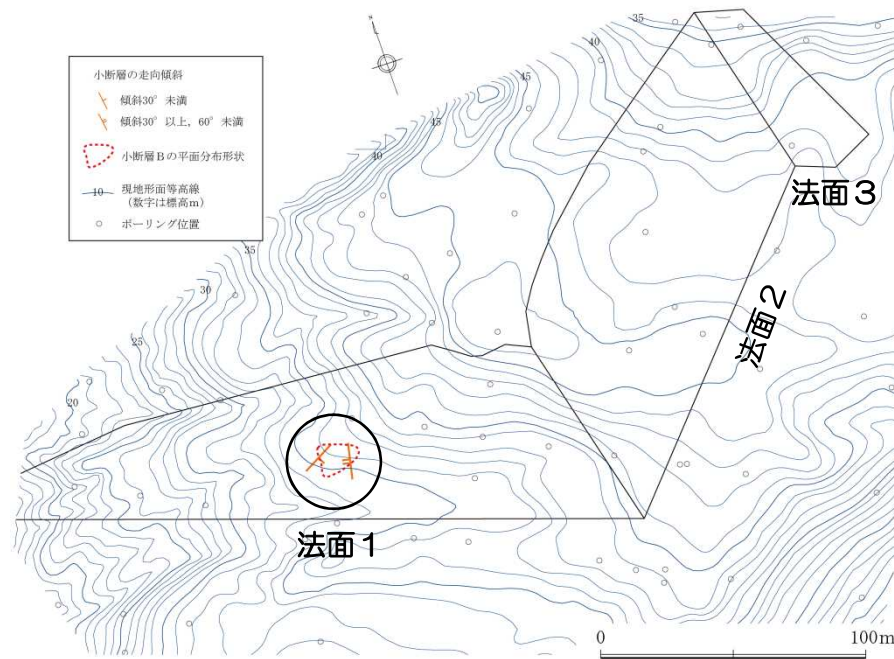 小断層の走向傾斜
傾斜30° 未満
傾斜30° 以上，60° 未満
小断層Bの平面分布形状
10 現地形面等高線
（数字は標高m）
ボーリング位置
35
40
45
45
40
35
30
25
20
法面3
法面2
法面1
0 100m